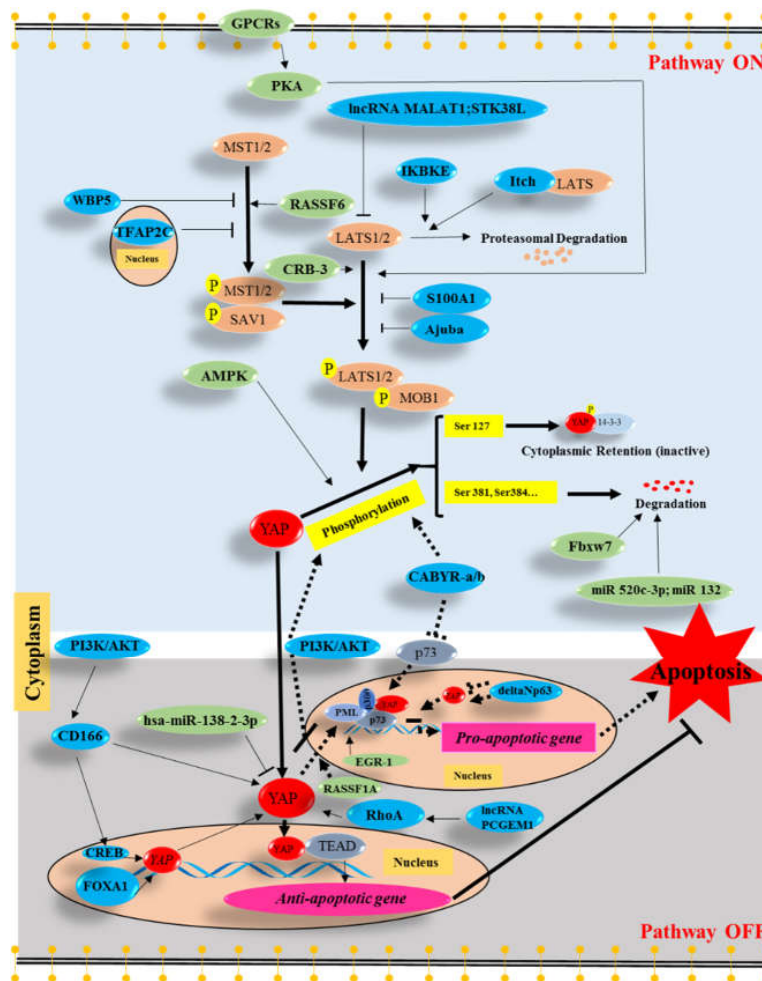 GPCRs
Pathway ON
PKA
lncRNA MALAT1;STK38L
MST1/2
IKBKE
Itch
LATS
WBP5
RASSF6
TFAP2C
LATS1/2
Proteasomal Degradation
Nucleus
CRB-3
P
MST1/2
S100A1
P
SAV1
Ajuba
AMPK
P
LATS1/2
P
MOB1
Ser 127
P
YAP
14-3-3
Cytoplasmic Retention (inactive)
Ser 381, Ser384...
Degradation
YAP
Phosphorylation
Fbxw7
CABYR-a/b
miR 520c-3p; miR 132
Cytoplasm
PI3K/AKT
PI3K/AKT
p73
Apoptosis
hsa-miR-138-2-3p
PML
YAP
p73
YAP
deltaNp63
CD166
Pro-apoptotic gene
EGR-1
Nucleus
YAP
RASSF1A
RhoA
lncRNA
PCGEM1
CREB
YAP
YAP
TEAD
Nucleus
FOXA1
Anti-apoptotic gene
Pathway OFF